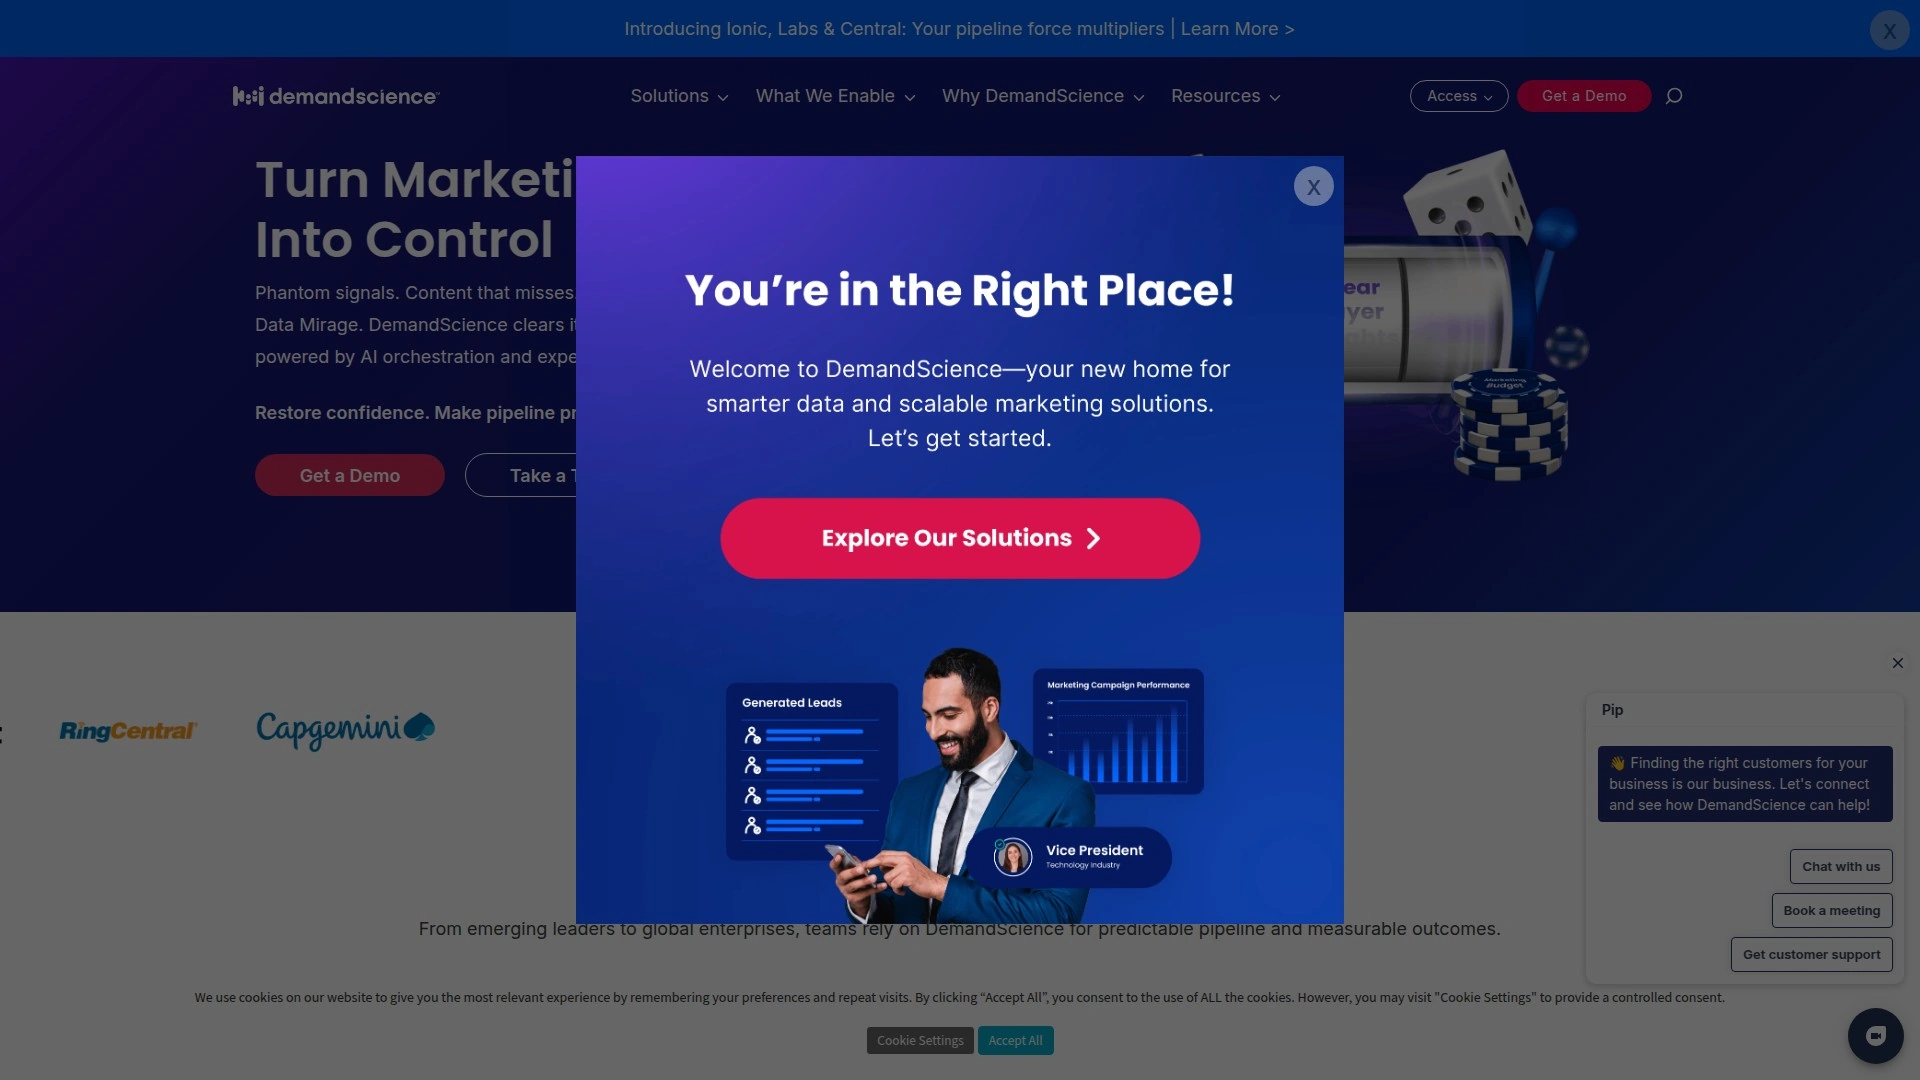 Introducing Ionic, Labs & Central: Your pipeline force multipliers | Learn More >
X
demandscience
Solutions
What We Enable
Why DemandScience
Resources
Access
Get a Demo
Turn Marketi
Into Control
Phantom signals. Content that misses.
Data Mirage. DemandScience clears it
powered by AI orchestration and expe
Restore confidence. Make pipeline pr
Get a Demo
Take a T
X
You're in the Right Place!
Welcome to DemandScience—your new home for
smarter data and scalable marketing solutions.
Let's get started.
Explore Our Solutions
Generated Leads
Marketing Campaign Performance
Vice President
Technology Industry
ear
yer
ghts
Marketing
Budget
RingCentral
Capgemini
From emerging leaders to global enterprises, teams rely on DemandScience for predictable pipeline and measurable outcomes.
Pip
👋 Finding the right customers for your
business is our business. Let's connect
and see how DemandScience can help!
Chat with us
Book a meeting
Get customer support
We use cookies on our website to give you the most relevant experience by remembering your preferences and repeat visits. By clicking “Accept All”, you consent to the use of ALL the cookies. However, you may visit "Cookie Settings" to provide a controlled consent.
Cookie Settings
Accept All